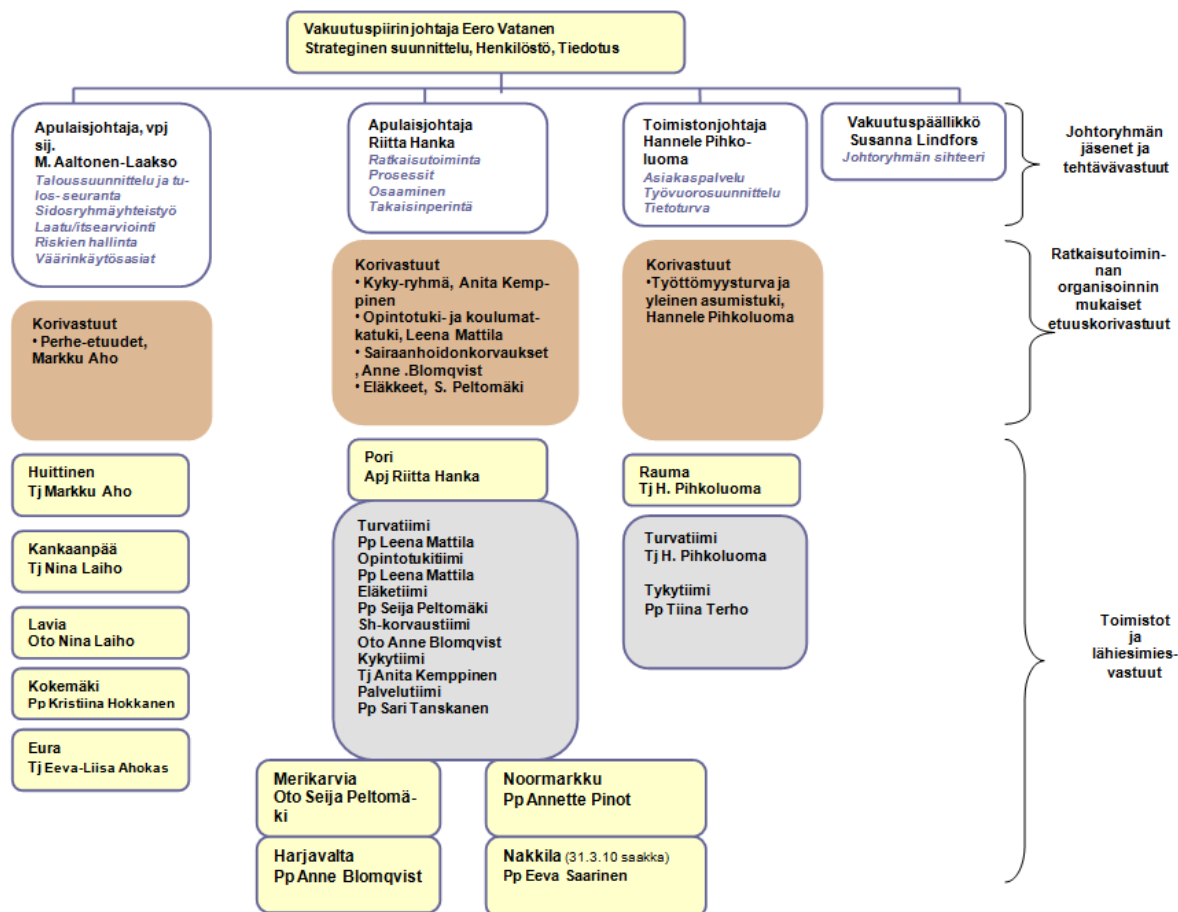 Vakuutuspiirin johtaja Eero Vatanen
Strateginen suunnittelu, Henkilöstö, Tiedotus
Apulaisjohtaja, vpj
sij.
M. Aaltonen-Laakso
Taloussuunnittelu ja tu-
los- seuranta
Sidosryhmäyhteistyö
Laatu/itsearviointi
Riskien hallinta
Väärinkäytösasiat
Apulaisjohtaja
Riitta Hanka
Ratkaisutoiminta
Prosessit
Osaaminen
Takaisinperintä
Toimistonjohtaja
Hannele Pihko-
luoma
Asiakaspalvelu
Työvuorosuunnittelu
Tietoturva
Vakuutuspäällikkö
Susanna Lindfors
Johtoryhmän sihteeri
Johtoryhmän
jäsenet ja
tehtävävastuut
Korivastuut
• Perhe-etuudet,
Markku Aho
Korivastuut
• Kyky-ryhmä, Anita Kemp-
pinen
• Opintotuki- ja koulumat-
katuki, Leena Mattila
• Sairaanhoidonkorvaukset
, Anne .Blomqvist
• Eläkkeet, S. Peltomäki
Korivastuut
• Työttömyysturva ja
yleinen asumistuki,
Hannele Pihkoluoma
Ratkaisutoimin-
nan
organisoinnin
mukaiset
etuuskorivastuut
Huittinen
Tj Markku Aho
Kankaanpää
Tj Nina Laiho
Lavia
Oto Nina Laiho
Kokemäki
Pp Kristiina Hokkanen
Eura
Tj Eeva-Liisa Ahokas
Pori
Apj Riitta Hanka
Turvatiimi
Pp Leena Mattila
Opintotukitiimi
Pp Leena Mattila
Eläketiimi
Pp Seija Peltomäki
Sh-korvaustiimi
Oto Anne Blomqvist
Kykytiimi
Tj Anita Kemppinen
Palvelutiimi
Pp Sari Tanskanen
Rauma
Tj H. Pihkoluoma
Turvatiimi
Tj H. Pihkoluoma
Tykytiimi
Pp Tiina Terho
Toimistot
ja
lähiesimies-
vastuut
Merikarvia
Oto Seija Peltomä-
ki
Noormarkku
Pp Annette Pinot
Harjavalta
Pp Anne Blomqvist
Nakkila (31.3.10 saakka)
Pp Eeva Saarinen